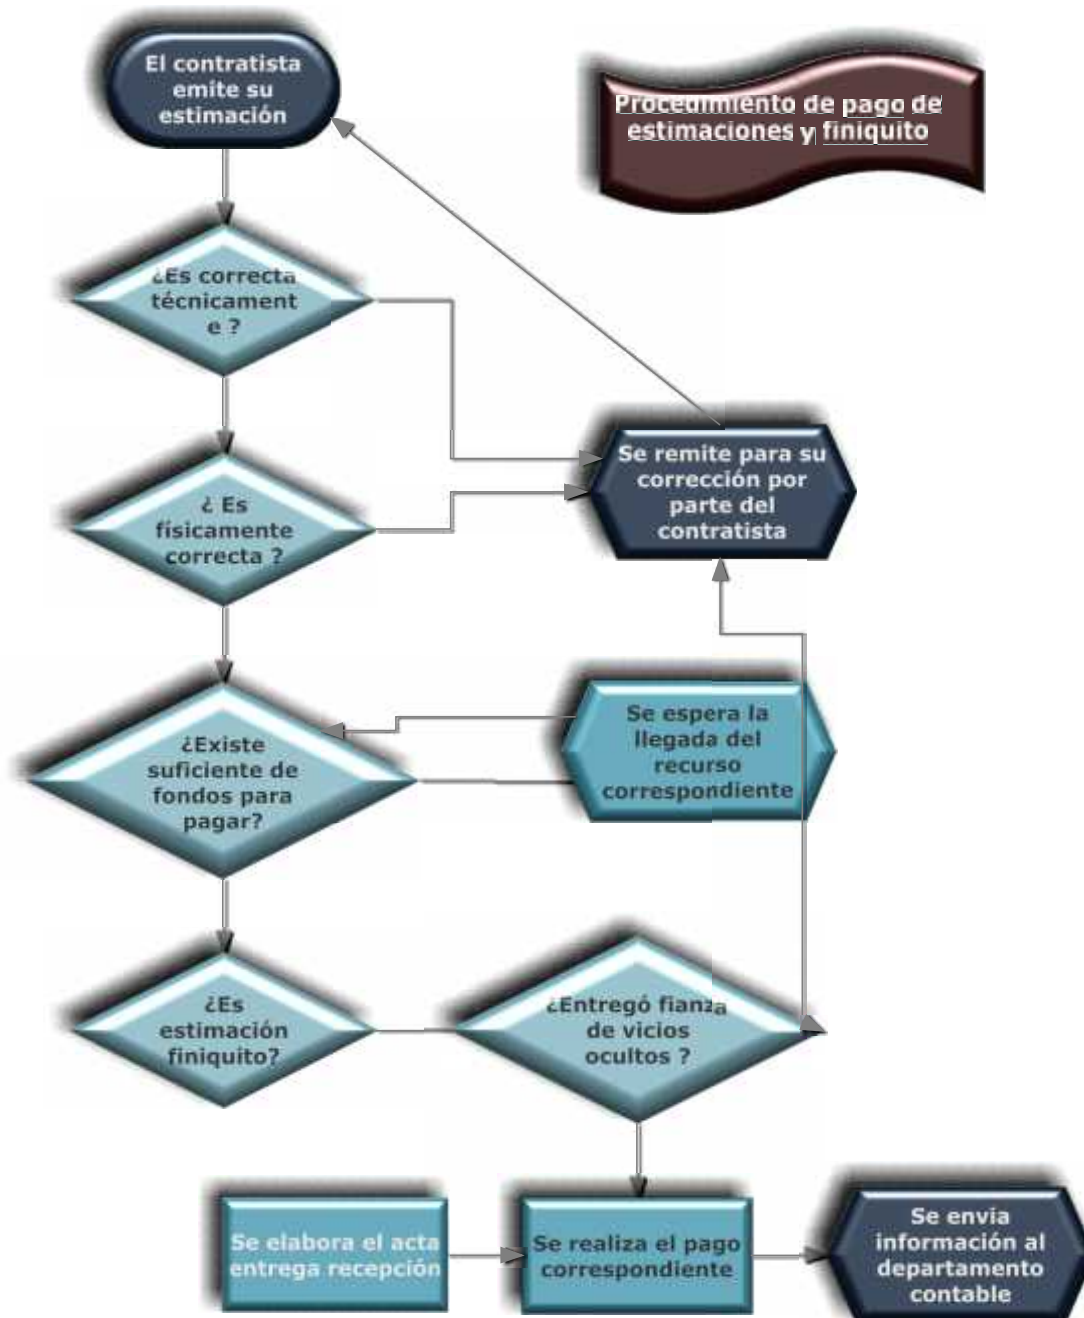 El contratista
emite su
estimación
Procedimiento de pago de
estimaciones y finiquito
¿Es correcta
técnicament
e ?
Se remite para su
corrección por
parte del
contratista
¿ Es
físicamente
correcta ?
Se espera la
llegada del
recurso
correspondiente
¿Existe
suficiente de
fondos para
pagar?
¿Es
estimación
finiquito?
¿Entregó fianza
de vicios
ocultos ?
Se elabora el acta
entrega recepción
Se realiza el pago
correspondiente
Se envia
información al
departamento
contable